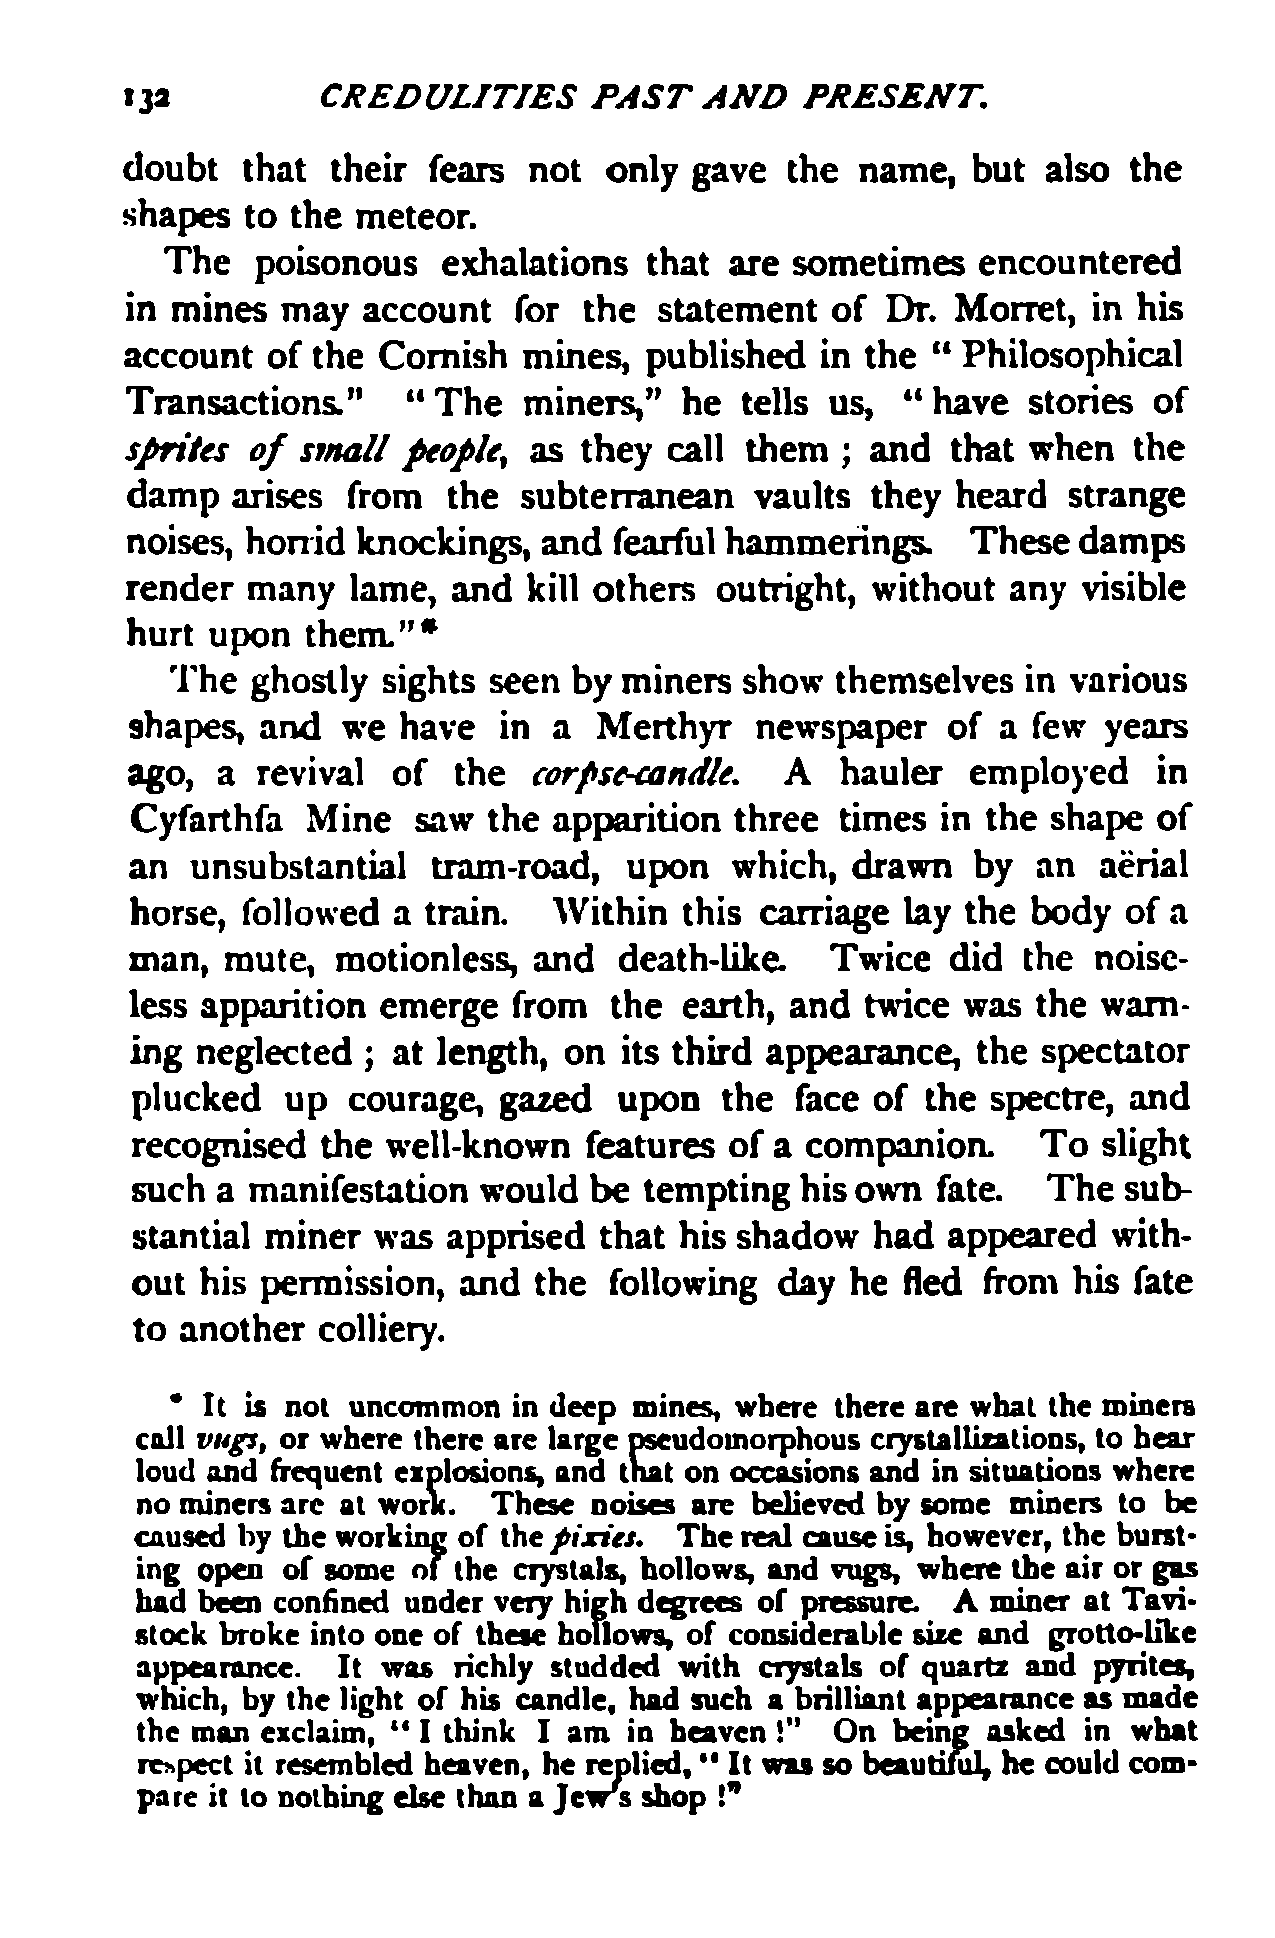 132 CREDULITIES PAST AND PRESENT.
doubt that their fears not only gave the name, but also the
shapes to the meteor.
The poisonous exhalations that are sometimes encountered
in mines may account for the statement of Dr. Morret, in his
account of the Cornish mines, published in the “ Philosophical
Transactions.” “ The miners,” he tells us, “ have stories of
sprites of small people, as they call them ; and that when the
damp arises from the subterranean vaults they heard strange
noises, horrid knockings, and fearful hammerings. These damps
render many lame, and kill others outright, without any visible
hurt upon them.”*
The ghostly sights seen by miners show themselves in various
shapes, and we have in a Merthyr newspaper of a few years
ago, a revival of the corpse-candle. A hauler employed in
Cyfarthfa Mine saw the apparition three times in the shape of
an unsubstantial tram-road, upon which, drawn by an aërial
horse, followed a train. Within this carriage lay the body of a
man, mute, motionless, and death-like. Twice did the noise-
less apparition emerge from the earth, and twice was the warn-
ing neglected ; at length, on its third appearance, the spectator
plucked up courage, gazed upon the face of the spectre, and
recognised the well-known features of a companion. To slight
such a manifestation would be tempting his own fate. The sub-
stantial miner was apprised that his shadow had appeared with-
out his permission, and the following day he fled from his fate
to another colliery.
* It is not uncommon in deep mines, where there are what the miners
call vugs, or where there are large pseudomorphous crystallizations, to hear
loud and frequent explosions, and that on occasions and in situations where
no miners are at work. These noises are believed by some miners to be
caused by the working of the pixies. The real cause is, however, the burst-
ing open of some of the crystals, hollows, and vugs, where the air or gas
had been confined under very high degrees of pressure. A miner at Tavi-
stock broke into one of these hollows, of considerable size and grotto-like
appearance. It was richly studded with crystals of quartz and pyrites,
which, by the light of his candle, had such a brilliant appearance as made
the man exclaim, “ I think I am in heaven !” On being asked in what
respect it resembled heaven, he replied, “ It was so beautiful, he could com-
pare it to nothing else than a Jew’s shop !”